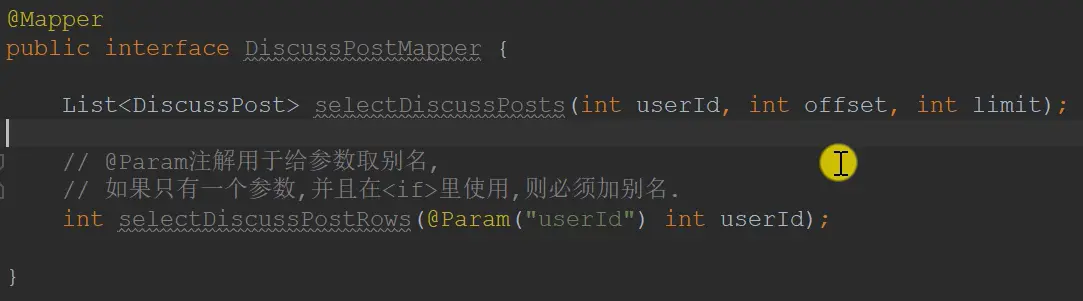 @Mapper
public interface DiscussPostMapper {
List<DiscussPost> selectDiscussPosts(int userId, int offset, int limit);
// @Param注解用于给参数取别名,
// 如果只有一个参数,并且在<if>里使用,则必须加别名.
int selectDiscussPostRows(@Param("userId") int userId);
}